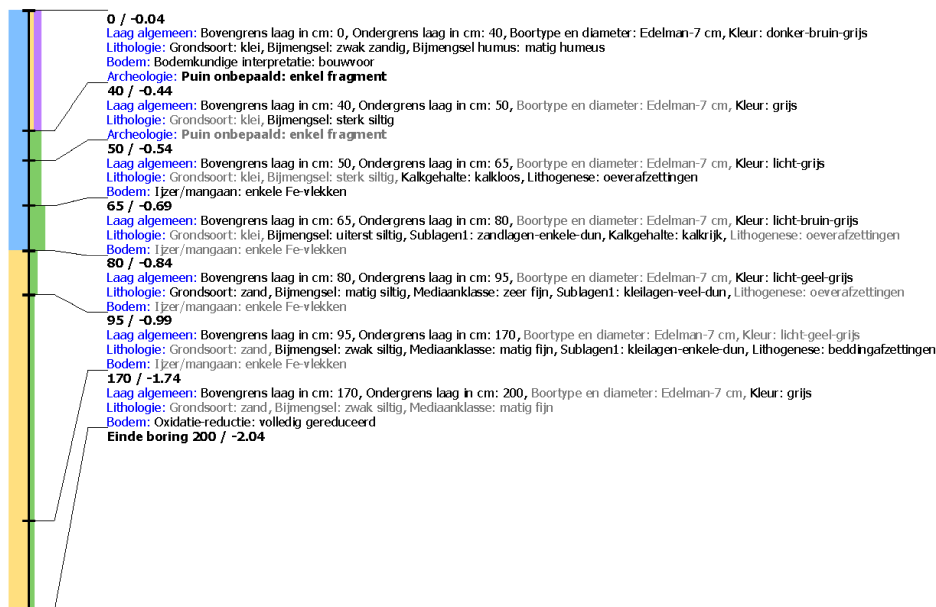 0 / -0.04
Laag algemeen: Bovengrens laag in cm: 0, Ondergrens laag in cm: 40, Boortype en diameter: Edelman-7 cm, Kleur: donker-bruin-grijs
Lithologie: Grondsoort: klei, Bijmengsel: zwak zandig, Bijmengsel humus: matig humeus
Bodem: Bodemkundige interpretatie: bouwvoor
Archeologie: Puin onbepaald: enkel fragment
40 / -0.44
Laag algemeen: Bovengrens laag in cm: 40, Ondergrens laag in cm: 50, Boortype en diameter: Edelman-7 cm, Kleur: grijs
Lithologie: Grondsoort: klei, Bijmengsel: sterk siltig
Archeologie: Puin onbepaald: enkel fragment
50 / -0.54
Laag algemeen: Bovengrens laag in cm: 50, Ondergrens laag in cm: 65, Boortype en diameter: Edelman-7 cm, Kleur: licht-grijs
Lithologie: Grondsoort: klei, Bijmengsel: sterk siltig, Kalkgehalte: kalkloos, Lithogenese: oeverafzettingen
Bodem: Ijzer/mangaan: enkele Fe-vlekken
65 / -0.69
Laag algemeen: Bovengrens laag in cm: 65, Ondergrens laag in cm: 80, Boortype en diameter: Edelman-7 cm, Kleur: licht-bruin-grijs
Lithologie: Grondsoort: klei, Bijmengsel: uiterst siltig, Sublagen1: zandlagen-enkele-dun, Kalkgehalte: kalkrijk, Lithogenese: oeverafzettingen
Bodem: Ijzer/mangaan: enkele Fe-vlekken
80 / -0.84
Laag algemeen: Bovengrens laag in cm: 80, Ondergrens laag in cm: 95, Boortype en diameter: Edelman-7 cm, Kleur: licht-geel-grijs
Lithologie: Grondsoort: zand, Bijmengsel: matig siltig, Mediaanklasse: zeer fijn, Sublagen1: kleilagen-veel-dun, Lithogenese: oeverafzettingen
Bodem: Ijzer/mangaan: enkele Fe-vlekken
95 / -0.99
Laag algemeen: Bovengrens laag in cm: 95, Ondergrens laag in cm: 170, Boortype en diameter: Edelman-7 cm, Kleur: licht-geel-grijs
Lithologie: Grondsoort: zand, Bijmengsel: zwak siltig, Mediaanklasse: matig fijn, Sublagen1: kleilagen-enkele-dun, Lithogenese: beddingafzettingen
Bodem: Ijzer/mangaan: enkele Fe-vlekken
170 / -1.74
Laag algemeen: Bovengrens laag in cm: 170, Ondergrens laag in cm: 200, Boortype en diameter: Edelman-7 cm, Kleur: grijs
Lithologie: Grondsoort: zand, Bijmengsel: zwak siltig, Mediaanklasse: matig fijn
Bodem: Oxidatie-reductie: volledig gereduceerd
Einde boring 200 / -2.04